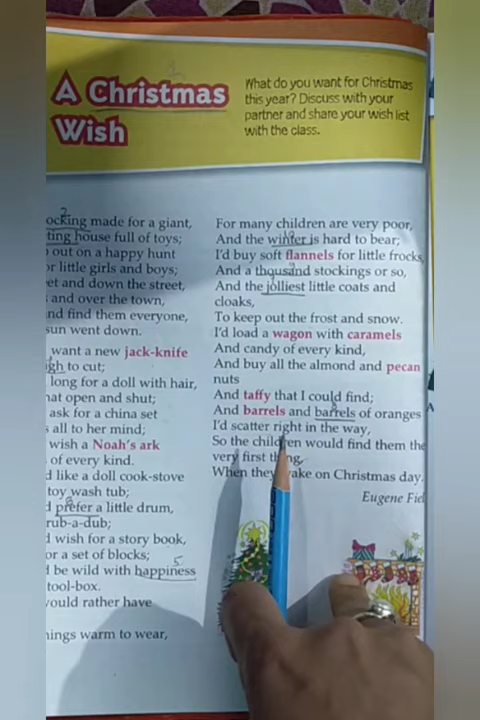 A Christmas
Wish
What do you want for Christmas
this year? Discuss with your
partner and share your wish list
with the class.
ocking made for a giant,
ting house full of toys;
out on a happy hunt
or little girls and boys;
et and down the street,
and over the town,
nd find them everyone,
sun went down.
want a new jack-knife
igh to cut;
long for a doll with hair,
hat open and shut;
ask for a china set
all to her mind;
wish a Noah's ark
of every kind.
d like a doll cook-stove
toy wash tub;
d prefer a little drum,
rub-a-dub;
d wish for a story book,
or a set of blocks;
d be wild with happiness
tool-box.
ould rather have
ings warm to wear,
For many children are very poor,
And the winter is hard to bear;
I'd buy soft flannels for little frocks,
And a thousand stockings or so,
And the jolliest little coats and
cloaks,
To keep out the frost and snow.
I'd load a wagon with caramels
And candy of every kind,
And buy all the almond and pecan
nuts
And taffy that I could find;
And barrels and barrels of oranges
I'd scatter right in the way,
So the children would find them the
very first thing,
When they wake on Christmas day.
Eugene Fiel